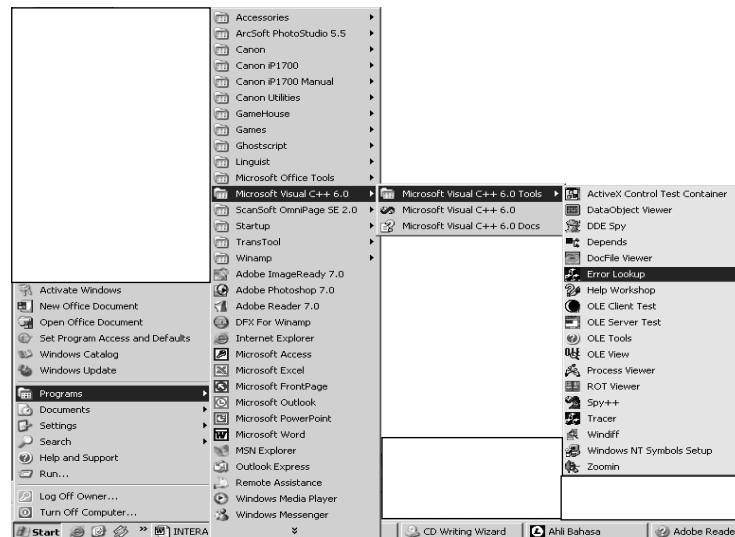 Accessories
ArcSoft PhotoStudio 5.5
Canon
Canon iP1700
Canon iP1700 Manual
Canon Utilities
GameHouse
Games
Ghostscript
Linguist
Microsoft Office Tools
Microsoft Visual C++ 6.0
ScanSoft OmniPage SE 2.0
Startup
TransTool
Winamp
Adobe ImageReady 7.0
Adobe Photoshop 7.0
Adobe Reader 7.0
DFX For Winamp
Internet Explorer
Microsoft Access
Microsoft Excel
Microsoft FrontPage
Microsoft Outlook
Microsoft PowerPoint
Microsoft Word
MSN Explorer
Outlook Express
Remote Assistance
Windows Media Player
Windows Messenger
Microsoft Visual C++ 6.0 Tools
Microsoft Visual C++ 6.0
Microsoft Visual C++ 6.0 Docs
ActiveX Control Test Container
DataObject Viewer
DDE Spy
Depends
DocFile Viewer
Error Lookup
Help Workshop
OLE Client Test
OLE Server Test
OLE Tools
OLE View
Process Viewer
ROT Viewer
Spy++
Tracer
Windiff
Windows NT Symbols Setup
Zoomin
Activate Windows
New Office Document
Open Office Document
Set Program Access and Defaults
Windows Catalog
Windows Update
Programs
Documents
Settings
Search
Help and Support
Run...
Log Off Owner...
Turn Off Computer...
Start » INTERA CD Writing Wizard Ahli Bahasa Adobe Reade